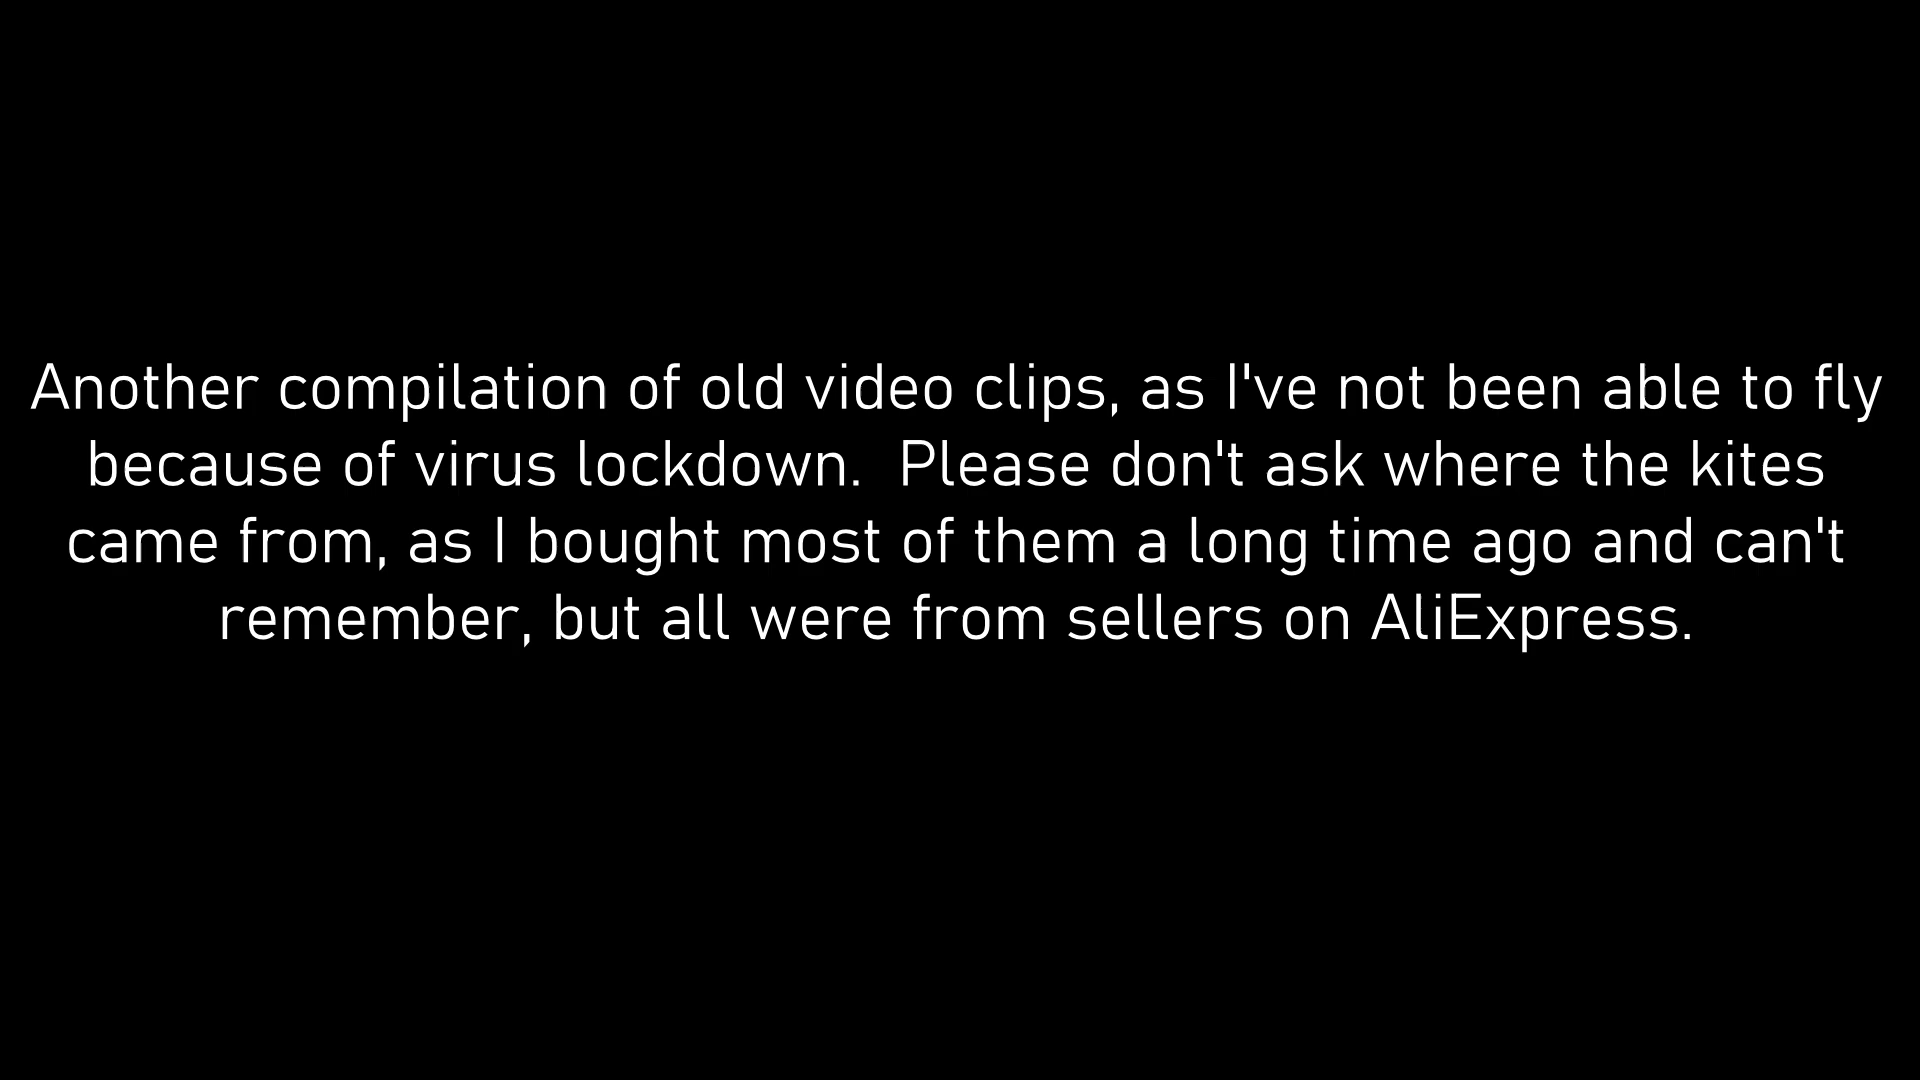 Another compilation of old video clips, as I've not been able to fly
because of virus lockdown.  Please don't ask where the kites
came from, as I bought most of them a long time ago and can't
remember, but all were from sellers on AliExpress.